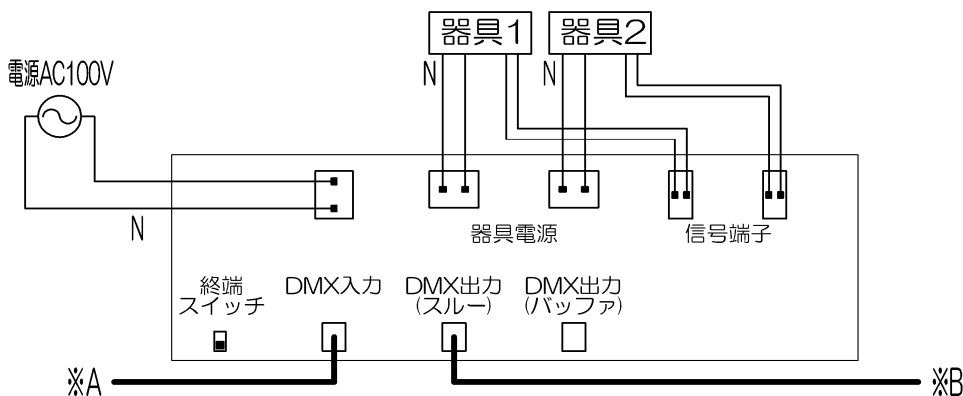 器具1
器具2
電源AC100V
N
N
N
器具電源
信号端子
終端
スイッチ
DMX入力
DMX出力
(スルー)
DMX出力
(バッファ)
※A
※B